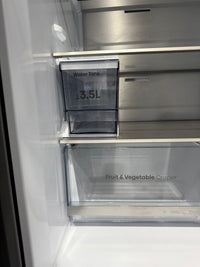 Water Tank
3.5L
Fruit & Vegetable Crisper